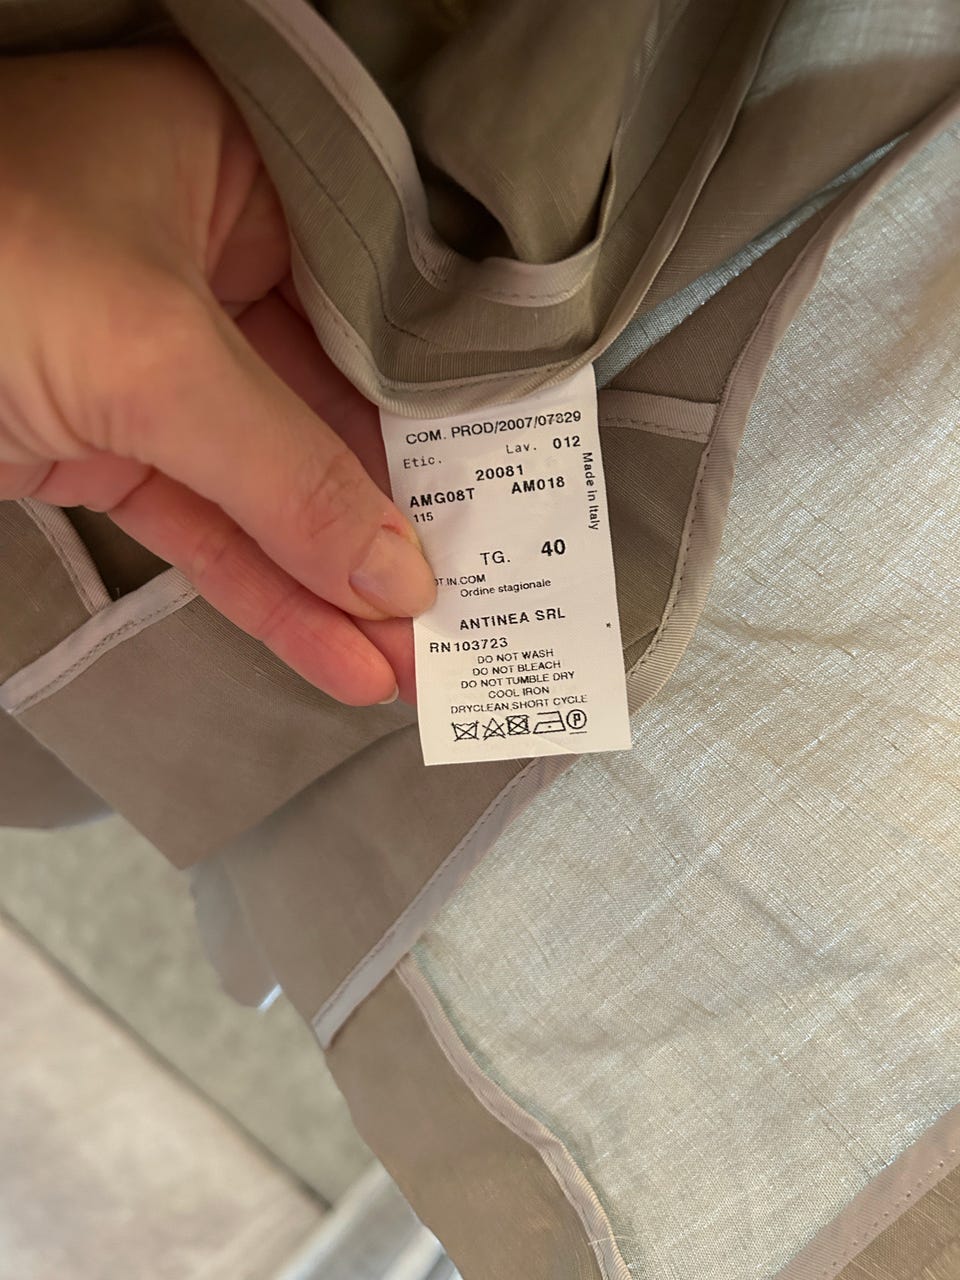 COM. PROD/2007/07829
Etic. Lav. 012
20081
AMG08T AM018
115
Made in Italy
TG. 40
OT.IN.COM
Ordine stagionale
ANTINEA SRL
*
RN103723
DO NOT WASH
DO NOT BLEACH
DO NOT TUMBLE DRY
COOL IRON
DRYCLEAN SHORT CYCLE
P